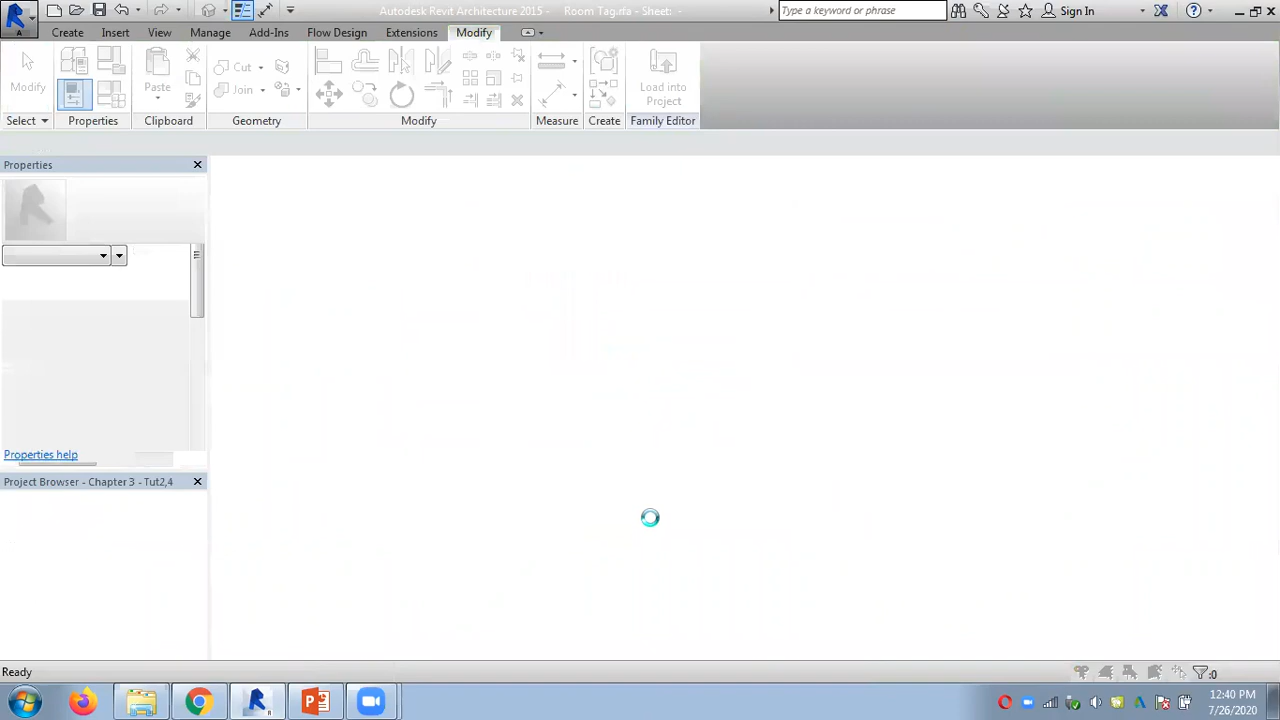 Autodesk Revit Architecture 2015 - Room Tag.rfa - Sheet: -
Type a keyword or phrase
Sign In
Create Insert View Manage Add-Ins Flow Design Extensions Modify
Modify
Paste
Cut
Join
Load into
Project
Select Properties Clipboard Geometry Modify Measure Create Family Editor
Properties
Properties help
Project Browser - Chapter 3 - Tut2,4
Ready
:0
12:40 PM
7/26/2020